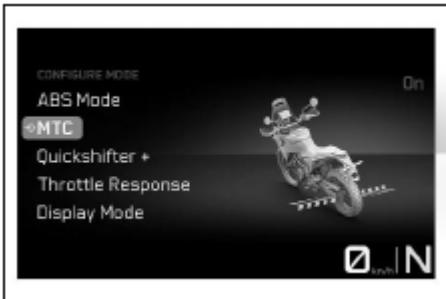 CONFIGURE MODE
ABS Mode
On
MTC
Quickshifter +
Throttle Response
Display Mode
0 km/h N